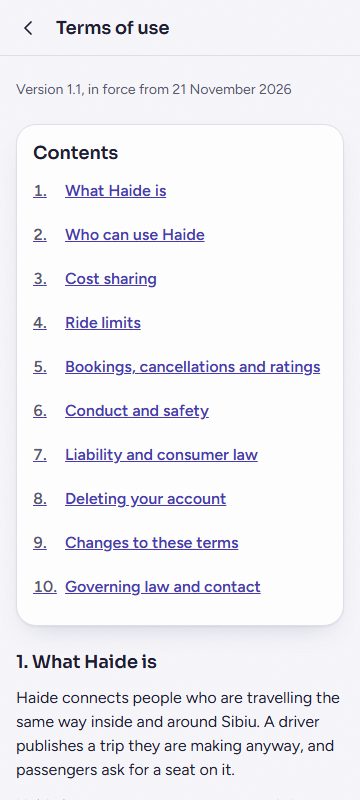 Terms of use
Version 1.1, in force from 21 November 2026
Contents
1. What Haide is
2. Who can use Haide
3. Cost sharing
4. Ride limits
5. Bookings, cancellations and ratings
6. Conduct and safety
7. Liability and consumer law
8. Deleting your account
9. Changes to these terms
10. Governing law and contact
1. What Haide is
Haide connects people who are travelling the
same way inside and around Sibiu. A driver
publishes a trip they are making anyway, and
passengers ask for a seat on it.